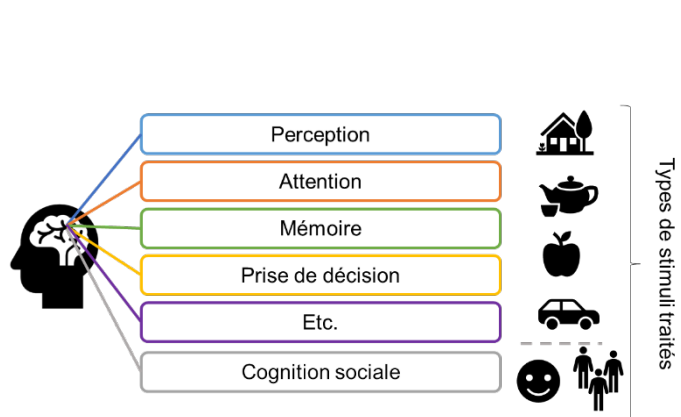 Perception
Attention
Mémoire
Prise de décision
Etc.
Cognition sociale
Types de stimuli traités